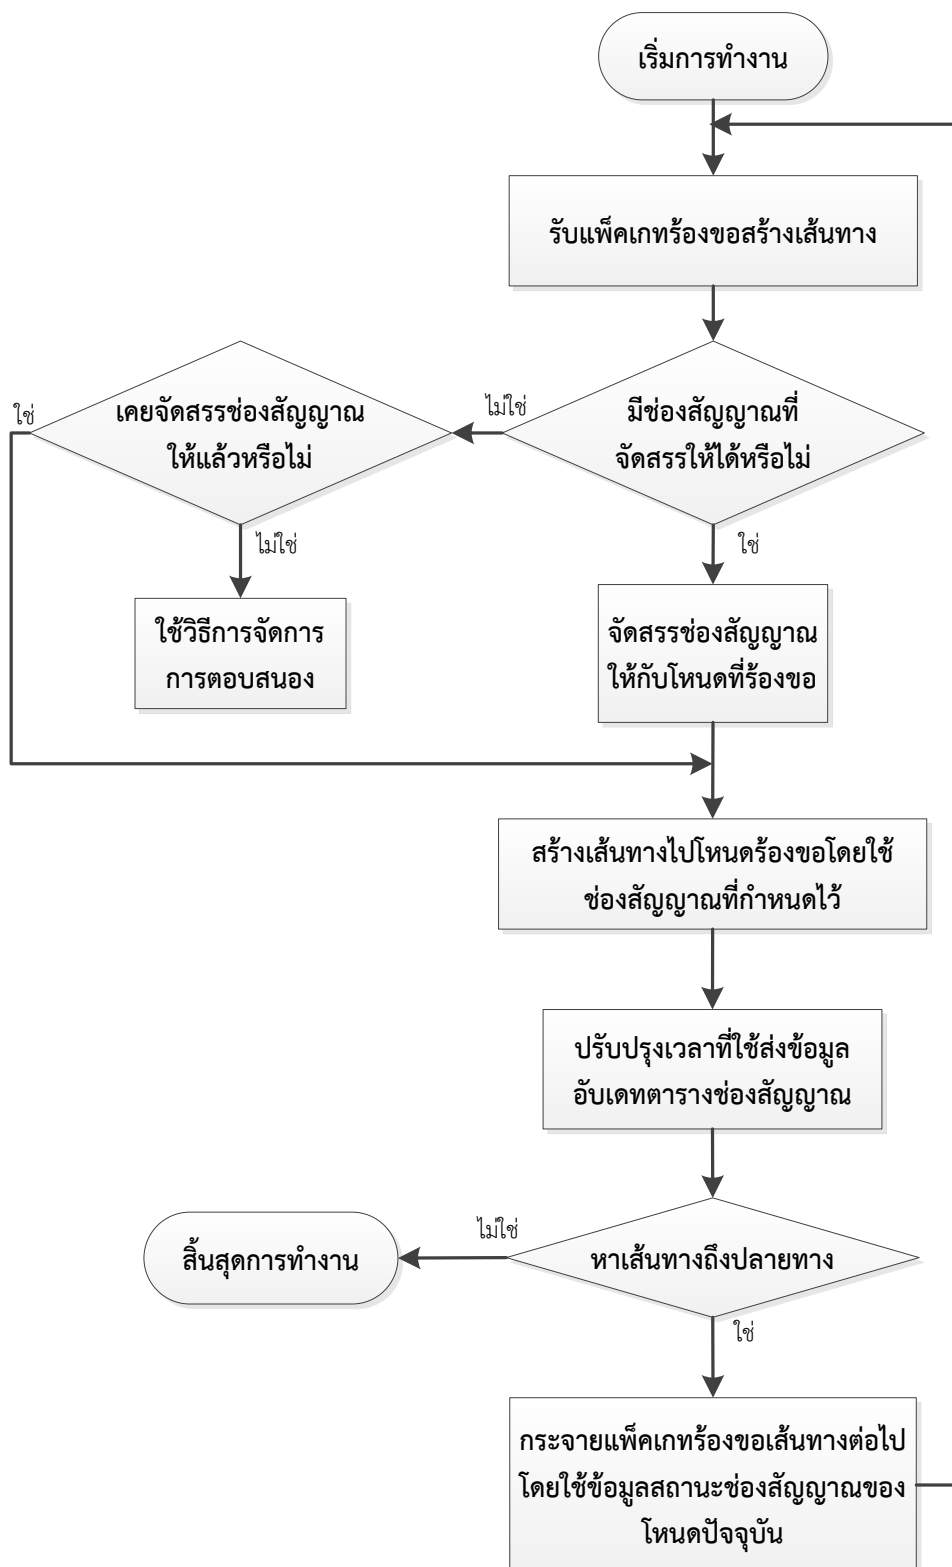 เริ่มการทำงาน
รับแพ็คเกทร้องขอสร้างเส้นทาง
ใช่
เคยจัดสรรช่องสัญญาณ
ให้แล้วหรือไม่
ไม่ใช่
มีช่องสัญญาณที่
จัดสรรให้ได้หรือไม่
ไม่ใช่
ใช่
ใช้วิธีการจัดการ
การตอบสนอง
จัดสรรช่องสัญญาณ
ให้กับโหนดที่ร้องขอ
สร้างเส้นทางไปโหนดร้องขอโดยใช้
ช่องสัญญาณที่กำหนดไว้
ปรับปรุงเวลาที่ใช้ส่งข้อมูล
อับเดทตารางช่องสัญญาณ
สิ้นสุดการทำงาน
ไม่ใช่
หาเส้นทางถึงปลายทาง
ใช่
กระจายแพ็คเกทร้องขอเส้นทางต่อไป
โดยใช้ข้อมูลสถานะช่องสัญญาณของ
โหนดปัจจุบัน